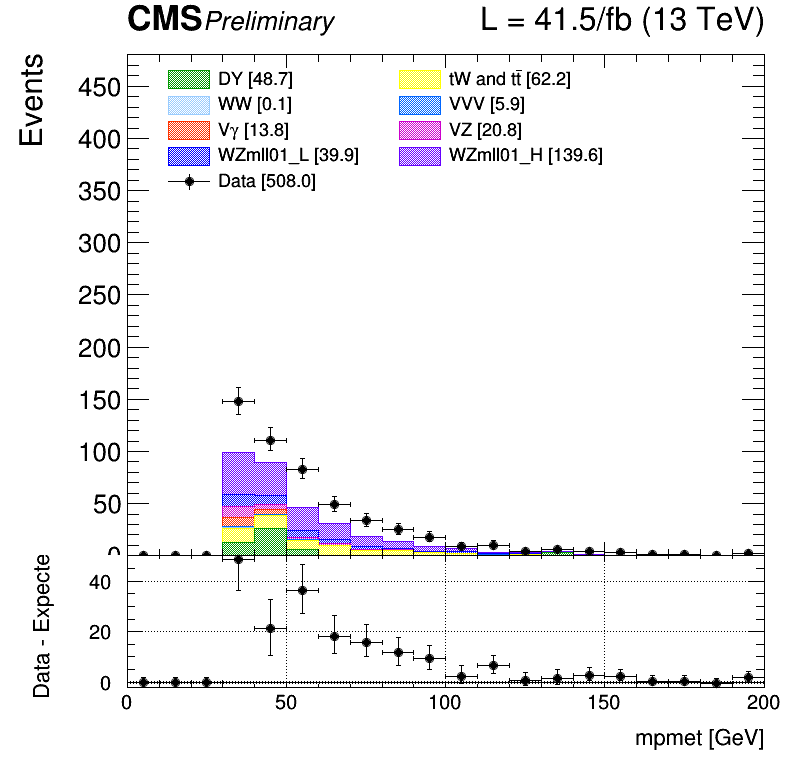 CMS Preliminary L = 41.5/fb (13 TeV)
Events
450
400
350
300
250
200
150
100
50
0
DY [48.7]
tW and tt̄ [62.2]
WW [0.1]
VVV [5.9]
Vγ [13.8]
VZ [20.8]
WZmll01_L [39.9]
WZmll01_H [139.6]
Data [508.0]
Data - Expecte
40
20
0
0 50 100 150 200
mpmet [GeV]